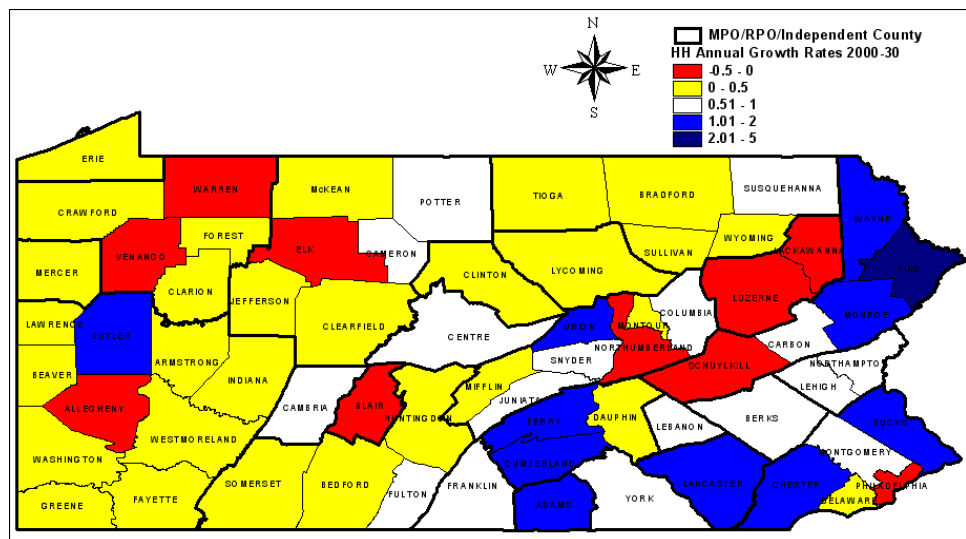 N
W E
S
MPO/RPO/Independent County
HH Annual Growth Rates 2000-30
-0.5 - 0
0 - 0.5
0.51 - 1
1.01 - 2
2.01 - 5
ERIE
CRAWFORD
WARREN
McKEAN
POTTER
TIOGA
BRADFORD
SUSQUEHANNA
WAYNE
MERCER
VENANGO
FOREST
ELK
CAMERON
CLINTON
LYCOMING
SULLIVAN
WYOMING
LACKAWANNA
PIKE
CLARION
JEFFERSON
CLEARFIELD
LUZERNE
MONROE
LAWRENCE
BUTLER
ARMSTRONG
CENTRE
UNION
MONTOUR
COLUMBIA
NORTHUMBERLAND
CARBON
BEAVER
INDIANA
SNYDER
SCHUYLKILL
NORTHAMPTO
LEHIGH
ALLEGHENY
CAMBRIA
BLAIR
HUNTINGDON
MIFFLIN
JUNIATA
PERRY
DAUPHIN
LEBANON
BERKS
BUCKS
WASHINGTON
WESTMORELAND
CUMBERLAND
MONTGOMERY
GREENE
FAYETTE
SOMERSET
BEDFORD
FULTON
FRANKLIN
ADAMS
YORK
LANCASTER
CHESTER
DELAWARE
PHILADELPHIA